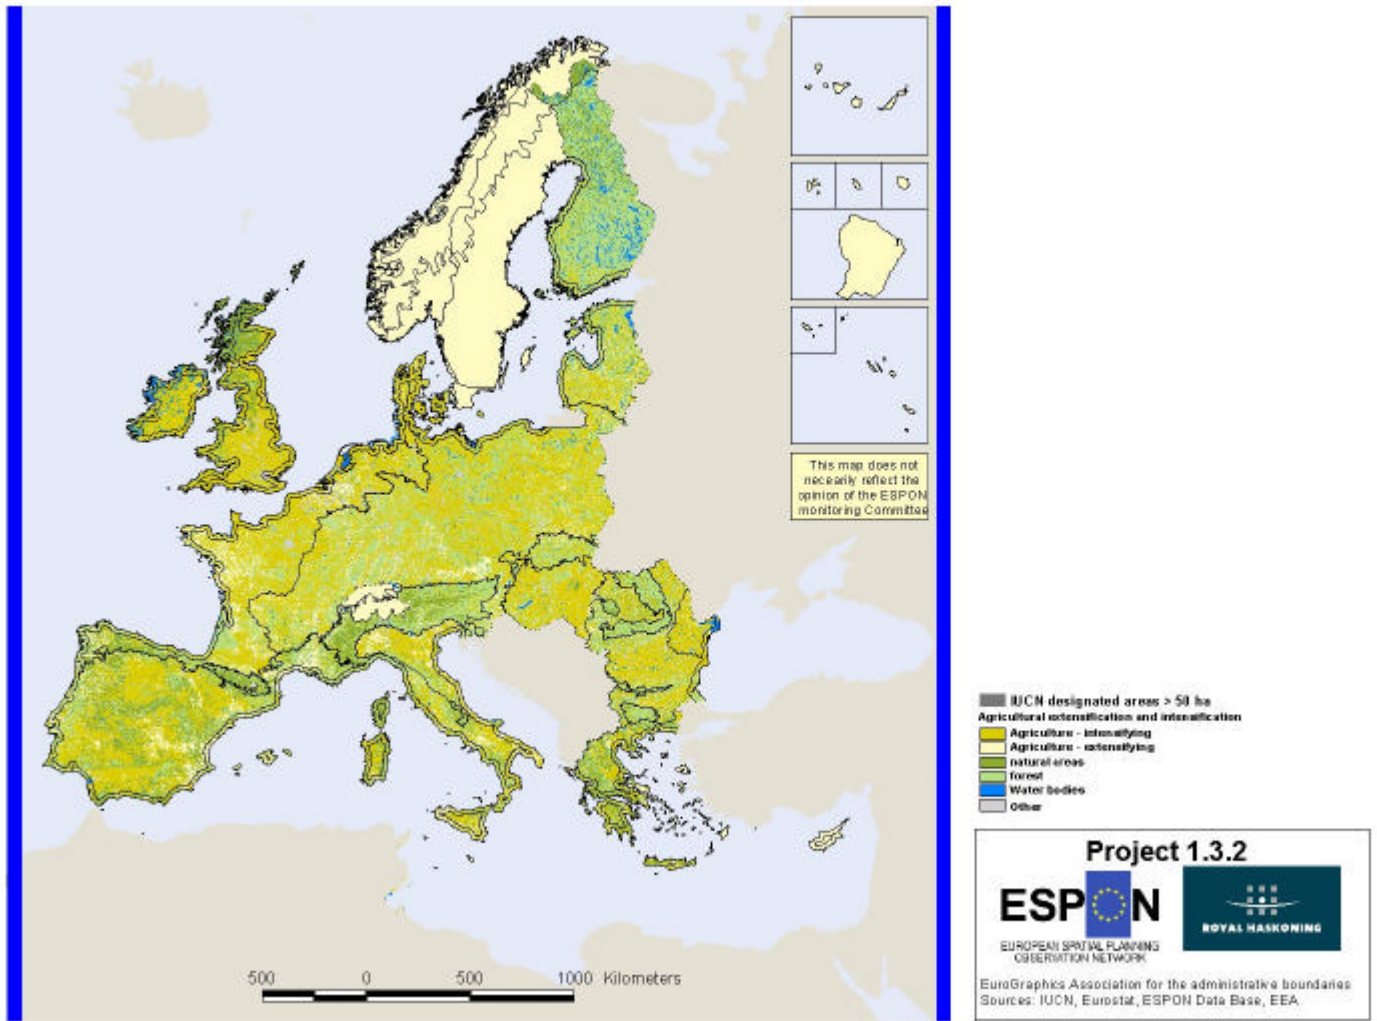 This map does not
necearily reflect the
opinion of the ESPON
monitoring Committee
IUCN designated areas > 50 ha
Agricultural extensification and intensification
Agriculture - intensifying
Agriculture - extensifying
natural areas
forest
Water bodies
Other
Project 1.3.2
ESPON
EUROPEAN SPATIAL PLANNING
OBSERVATION NETWORK
ROYAL HASKONING
EuroGraphics Association for the administrative boundaries
Sources: IUCN, Eurostat, ESPON Data Base, EEA
500 0 500 1000 Kilometers